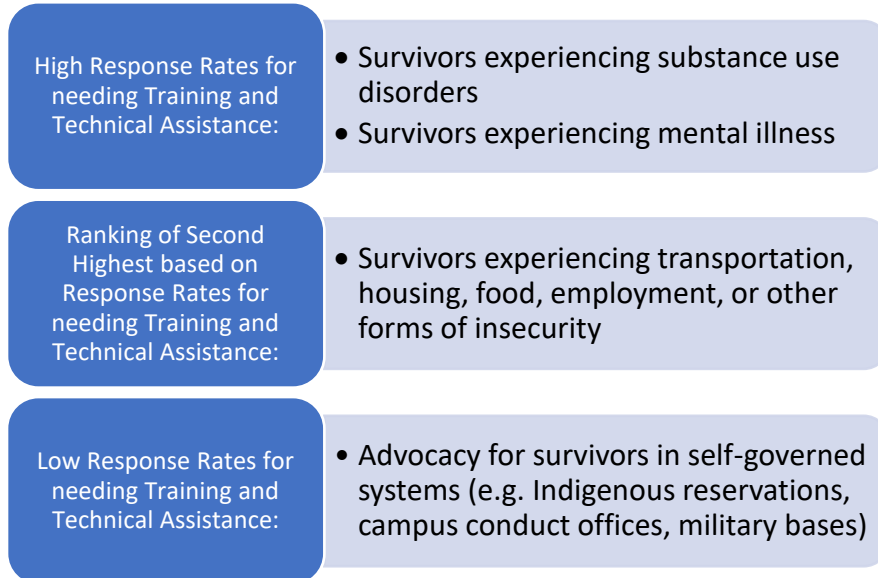 High Response Rates for
needing Training and
Technical Assistance:
• Survivors experiencing substance use
disorders
• Survivors experiencing mental illness
Ranking of Second
Highest based on
Response Rates for
needing Training and
Technical Assistance:
• Survivors experiencing transportation,
housing, food, employment, or other
forms of insecurity
Low Response Rates for
needing Training and
Technical Assistance:
• Advocacy for survivors in self-governed
systems (e.g. Indigenous reservations,
campus conduct offices, military bases)